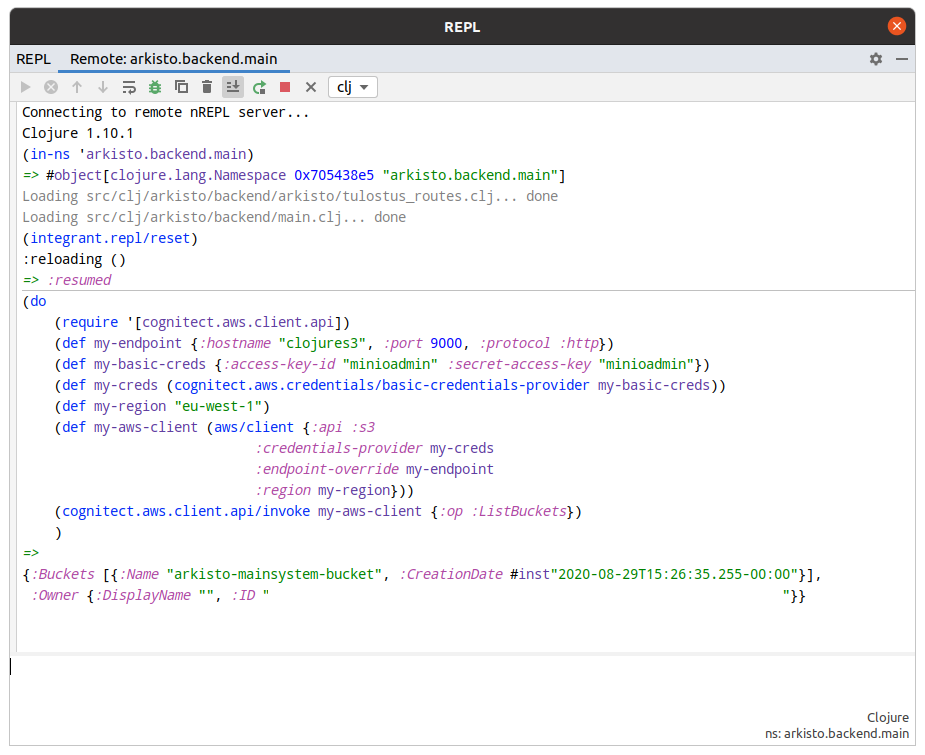 REPL
REPL Remote: arkisto.backend.main
clj
Connecting to remote nREPL server...
Clojure 1.10.1
(in-ns 'arkisto.backend.main)
=> #object[clojure.lang.Namespace 0x705438e5 "arkisto.backend.main"]
Loading src/clj/arkisto/backend/arkisto/tulostus_routes.clj... done
Loading src/clj/arkisto/backend/main.clj... done
(integrant.repl/reset)
:reloading ()
=> :resumed
(do
    (require '[cognitect.aws.client.api])
    (def my-endpoint {:hostname "clojures3", :port 9000, :protocol :http})
    (def my-basic-creds {:access-key-id "minioadmin" :secret-access-key "minioadmin"})
    (def my-creds (cognitect.aws.credentials/basic-credentials-provider my-basic-creds))
    (def my-region "eu-west-1")
    (def my-aws-client (aws/client {:api :s3
                             :credentials-provider my-creds
                             :endpoint-override my-endpoint
                             :region my-region}))
    (cognitect.aws.client.api/invoke my-aws-client {:op :ListBuckets})
    )
=>
{:Buckets [{:Name "arkisto-mainsystem-bucket", :CreationDate #inst"2020-08-29T15:26:35.255-00:00"}],
 :Owner {:DisplayName "", :ID " "}}
Clojure
ns: arkisto.backend.main